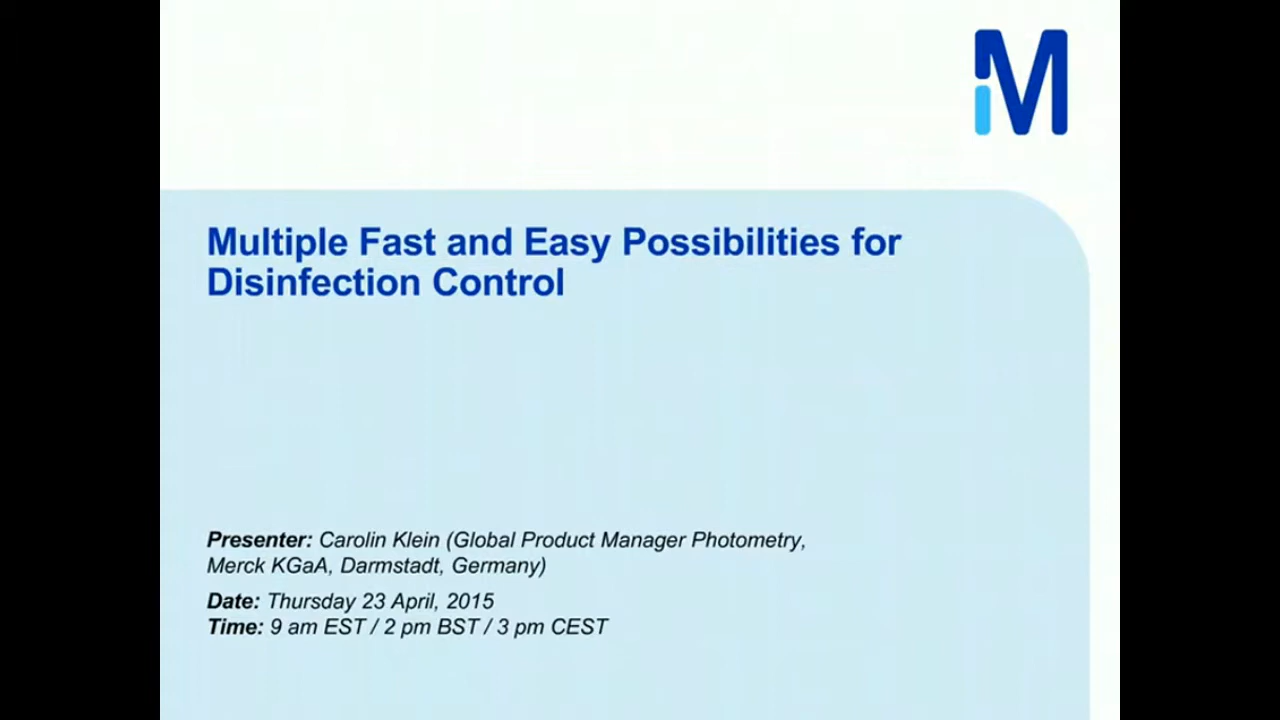 M
Multiple Fast and Easy Possibilities for
Disinfection Control
Presenter: Carolin Klein (Global Product Manager Photometry,
Merck KGaA, Darmstadt, Germany)
Date: Thursday 23 April, 2015
Time: 9 am EST / 2 pm BST / 3 pm CEST